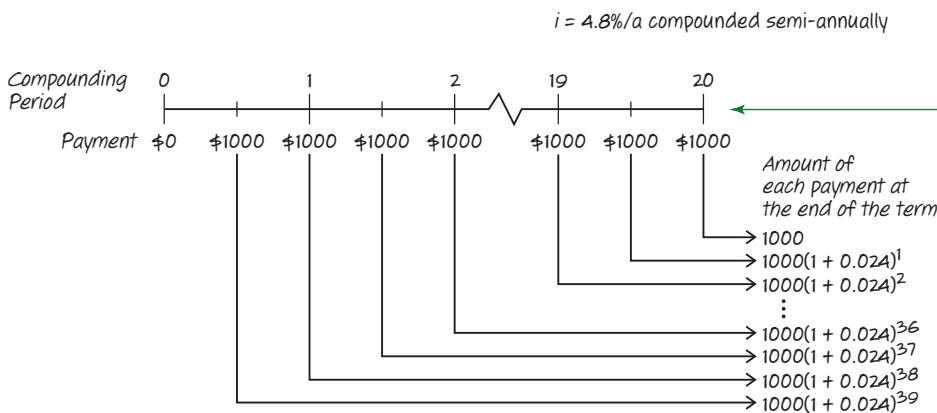 i = 4.8%/a compounded semi-annually
Compounding Period
0 1 2 19 20
Payment $0 $1000 $1000 $1000 $1000 $1000 $1000 $1000
Amount of
each payment at
the end of the term
1000
1000(1 + 0.024)^1
1000(1 + 0.024)^2
⋮
1000(1 + 0.024)^36
1000(1 + 0.024)^37
1000(1 + 0.024)^38
1000(1 + 0.024)^39